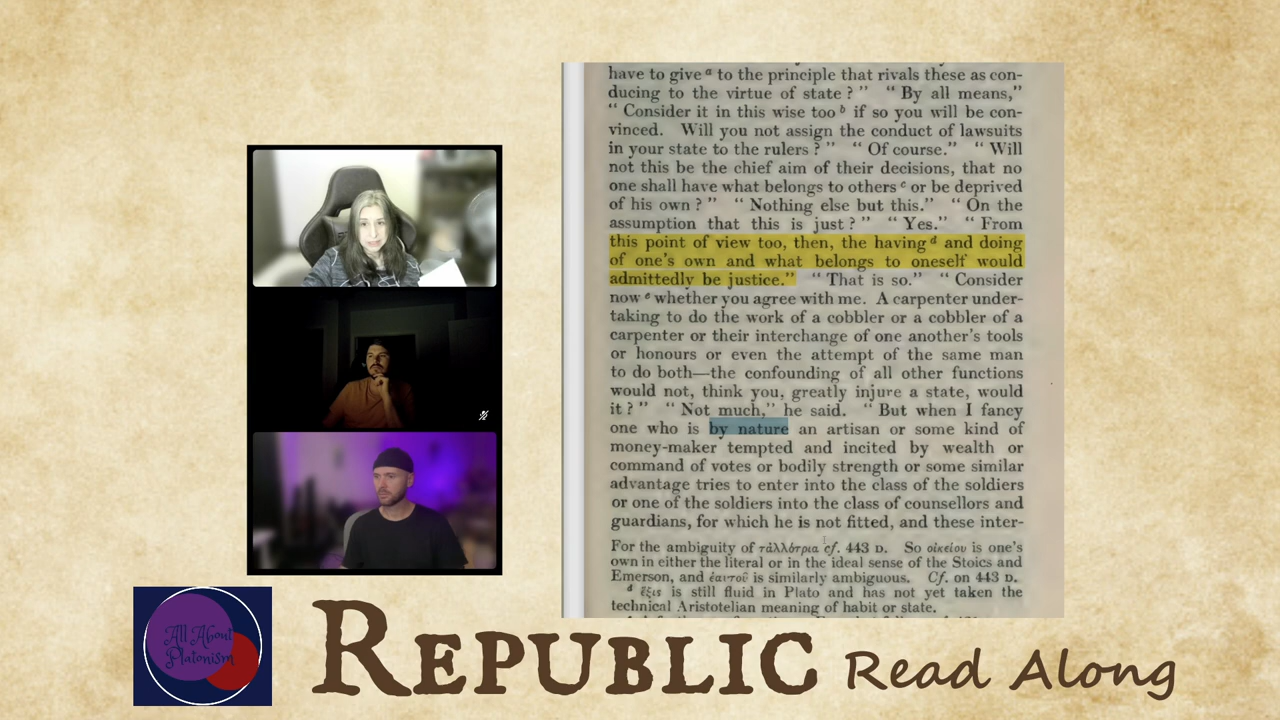 have to give a to the principle that rivals these as con-
ducing to the virtue of state ? ” “ By all means,”
“ Consider it in this wise too b if so you will be con-
vinced. Will you not assign the conduct of lawsuits
in your state to the rulers ? ” “ Of course.” “ Will
not this be the chief aim of their decisions, that no
one shall have what belongs to others c or be deprived
of his own ? ” “ Nothing else but this.” “ On the
assumption that this is just ? ” “ Yes.” “ From
this point of view too, then, the having d and doing
of one’s own and what belongs to oneself would
admittedly be justice.” “ That is so.” “ Consider
now e whether you agree with me. A carpenter under-
taking to do the work of a cobbler or a cobbler of a
carpenter or their interchange of one another’s tools
or honours or even the attempt of the same man
to do both—the confounding of all other functions
would not, think you, greatly injure a state, would
it ? ” “ Not much,” he said. “ But when I fancy
one who is by nature an artisan or some kind of
money-maker tempted and incited by wealth or
command of votes or bodily strength or some similar
advantage tries to enter into the class of the soldiers
or one of the soldiers into the class of counsellors and
guardians, for which he is not fitted, and these inter-
For the ambiguity of τἀλλότρια cf. 443 D. So οἰκείου is one’s
own in either the literal or in the ideal sense of the Stoics and
Emerson, and ἑαυτοῦ is similarly ambiguous. Cf. on 443 D.
d ἕξις is still fluid in Plato and has not yet taken the
technical Aristotelian meaning of habit or state.
All About
Platonism
REPUBLIC Read Along